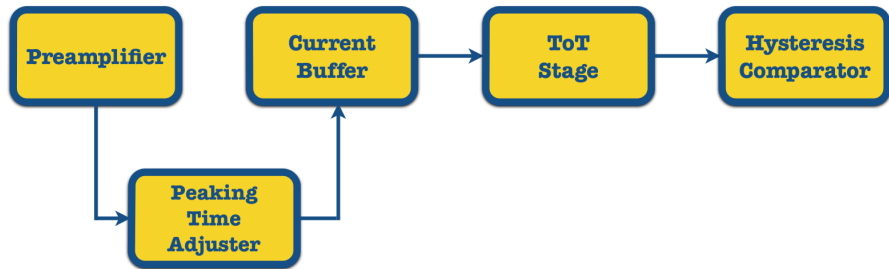 Preamplifier
Current
Buffer
ToT
Stage
Hysteresis
Comparator
Peaking
Time
Adjuster